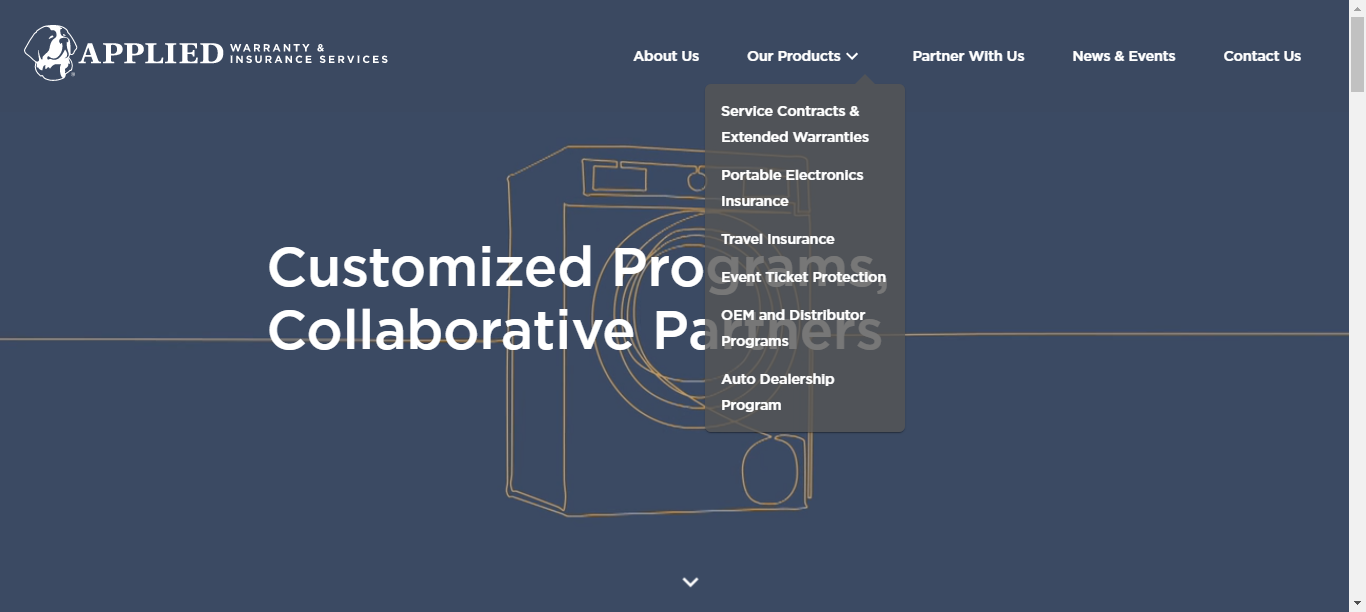 APPLIED WARRANTY &
INSURANCE SERVICES
About Us
Our Products
Partner With Us
News & Events
Contact Us
Service Contracts &
Extended Warranties
Portable Electronics
Insurance
Travel Insurance
Event Ticket Protection
OEM and Distributor
Programs
Auto Dealership
Program
Customized Programs,
Collaborative Partners